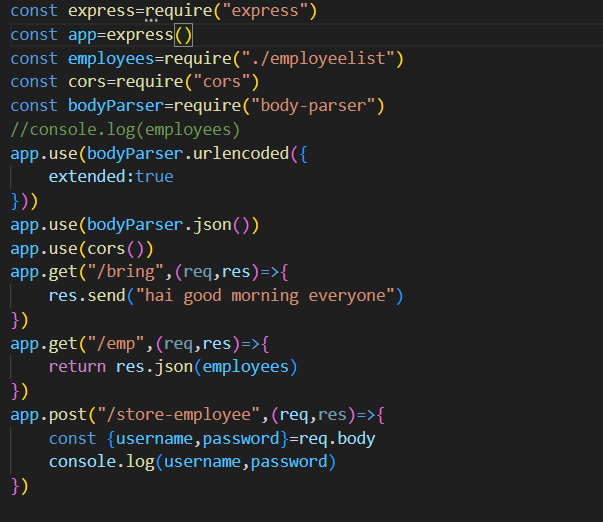 const express=require("express")
const app=express()
const employees=require("./employeelist")
const cors=require("cors")
const bodyParser=require("body-parser")
//console.log(employees)
app.use(bodyParser.urlencoded({
    extended:true
}))
app.use(bodyParser.json())
app.use(cors())
app.get("/bring",(req,res)=>{
    res.send("hai good morning everyone")
})
app.get("/emp",(req,res)=>{
    return res.json(employees)
})
app.post("/store-employee",(req,res)=>{
    const {username,password}=req.body
    console.log(username,password)
})